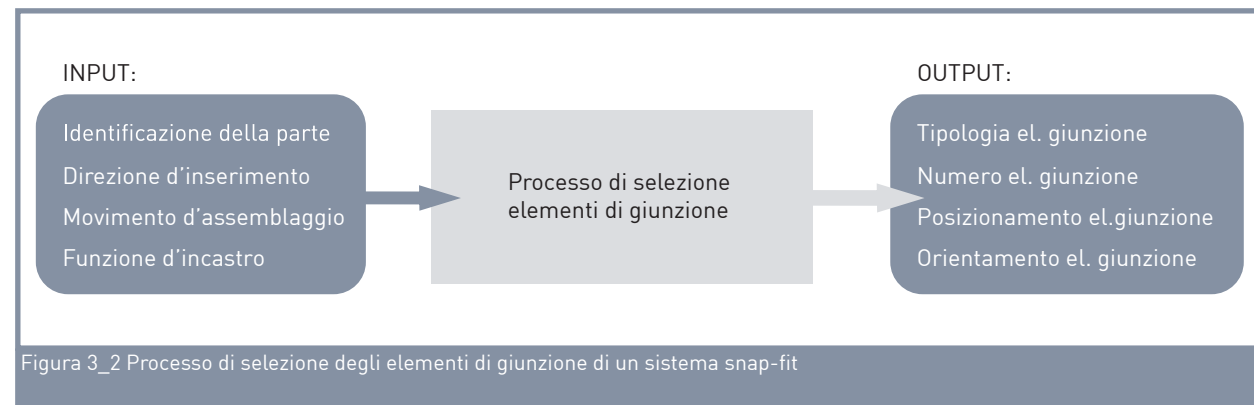 INPUT:
Identificazione della parte
Direzione d'inserimento
Movimento d'assemblaggio
Funzione d'incastro
Processo di selezione
elementi di giunzione
OUTPUT:
Tipologia el. giunzione
Numero el. giunzione
Posizionamento el.giunzione
Orientamento el. giunzione
Figura 3_2 Processo di selezione degli elementi di giunzione di un sistema snap-fit